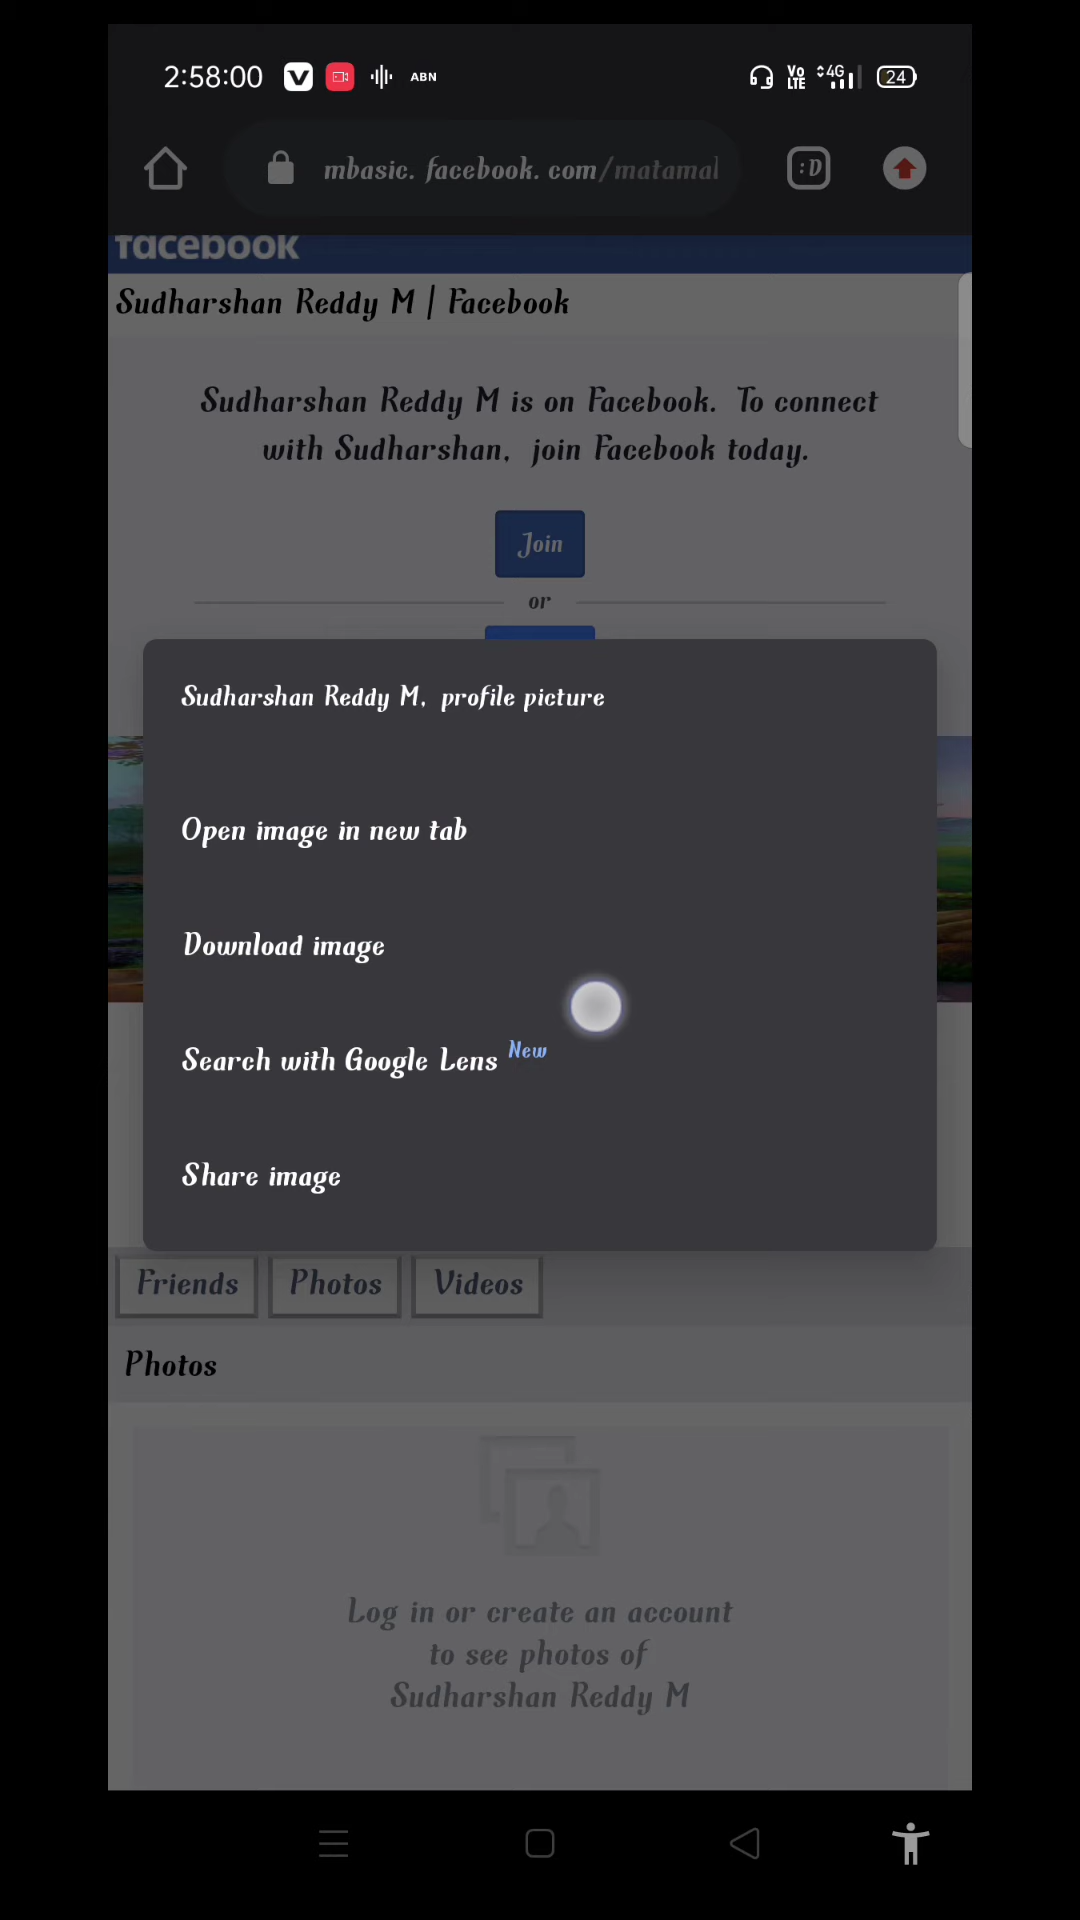 2:58:00 ABN Vo LTE 4G 24
mbasic. facebook. com/matamal :D
facebook
Sudharshan Reddy M | Facebook
Sudharshan Reddy M is on Facebook. To connect
with Sudharshan, join Facebook today.
Join
or
Sudharshan Reddy M, profile picture
Open image in new tab
Download image
Search with Google Lens New
Share image
Friends Photos Videos
Photos
Log in or create an account
to see photos of
Sudharshan Reddy M